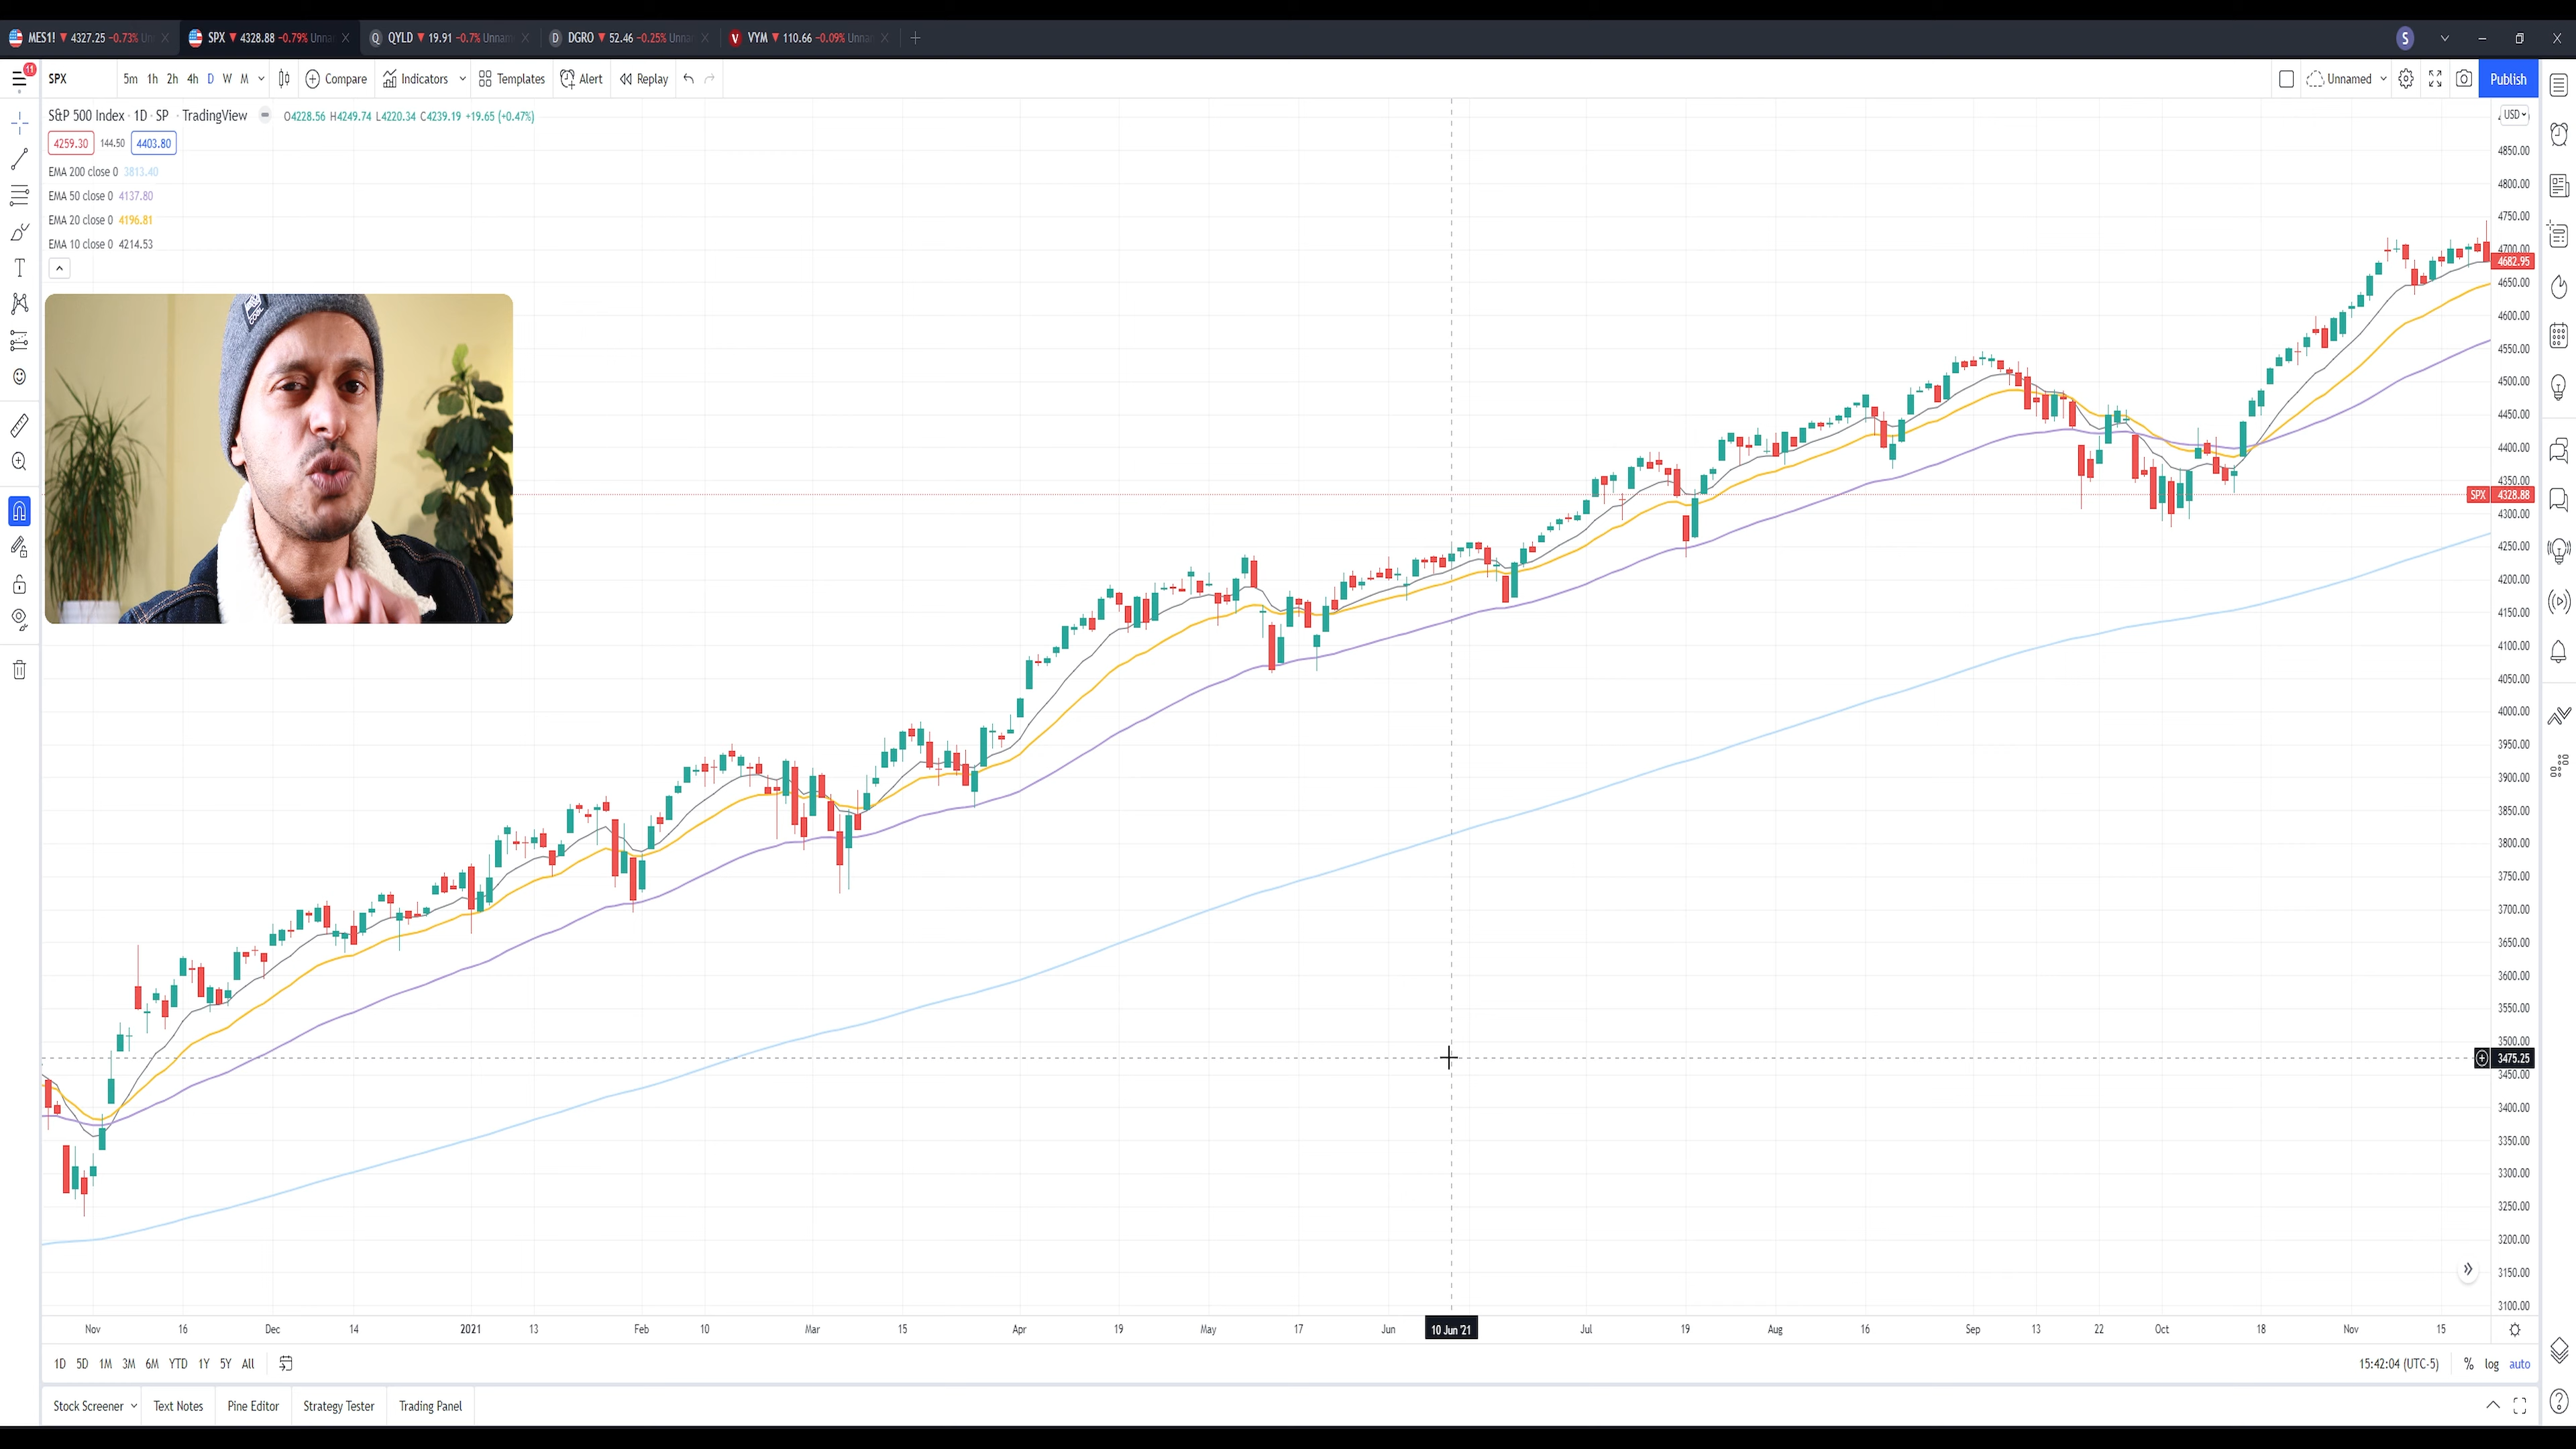 MES1! ▼ 4327.25 −0.73% Un
SPX ▼ 4328.88 −0.79% Unna
QYLD ▼ 19.91 −0.7% Unnam
DGRO ▼ 52.46 −0.25% Unna
VYM ▼ 110.66 −0.09% Unna
S
11
SPX 5m 1h 2h 4h D W M Compare Indicators Templates Alert Replay Unnamed Publish
S&P 500 Index · 1D · SP · TradingView O4228.56 H4249.74 L4220.34 C4239.19 +19.65 (+0.47%)
4259.30 144.50 4403.80
EMA 200 close 0 3813.40
EMA 50 close 0 4137.80
EMA 20 close 0 4196.81
EMA 10 close 0 4214.53
COOL
USD
4850.00
4800.00
4750.00
4700.00
4682.95
4650.00
4600.00
4550.00
4500.00
4450.00
4400.00
4350.00
SPX 4328.88
4300.00
4250.00
4200.00
4150.00
4100.00
4050.00
4000.00
3950.00
3900.00
3850.00
3800.00
3750.00
3700.00
3650.00
3600.00
3550.00
3500.00
3475.25
3450.00
3400.00
3350.00
3300.00
3250.00
3200.00
3150.00
3100.00
Nov 16 Dec 14 2021 13 Feb 10 Mar 15 Apr 19 May 17 Jun 10 Jun '21 Jul 19 Aug 16 Sep 13 22 Oct 18 Nov 15
1D 5D 1M 3M 6M YTD 1Y 5Y All 15:42:04 (UTC-5) % log auto
Stock Screener Text Notes Pine Editor Strategy Tester Trading Panel